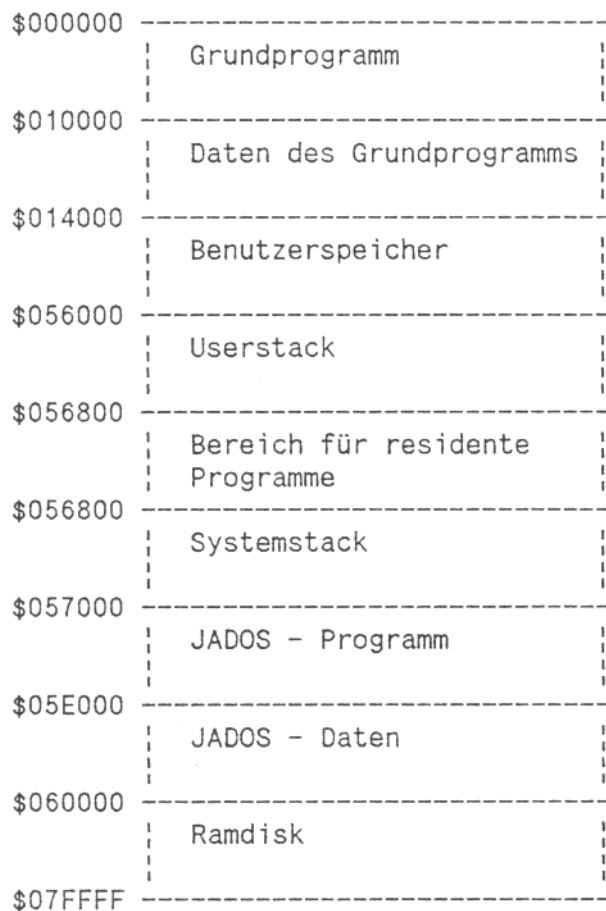 $000000
Grundprogramm
$010000
Daten des Grundprogramms
$014000
Benutzerspeicher
$056000
Userstack
$056800
Bereich für residente
Programme
$056800
Systemstack
$057000
JADOS - Programm
$05E000
JADOS - Daten
$060000
Ramdisk
$07FFFF